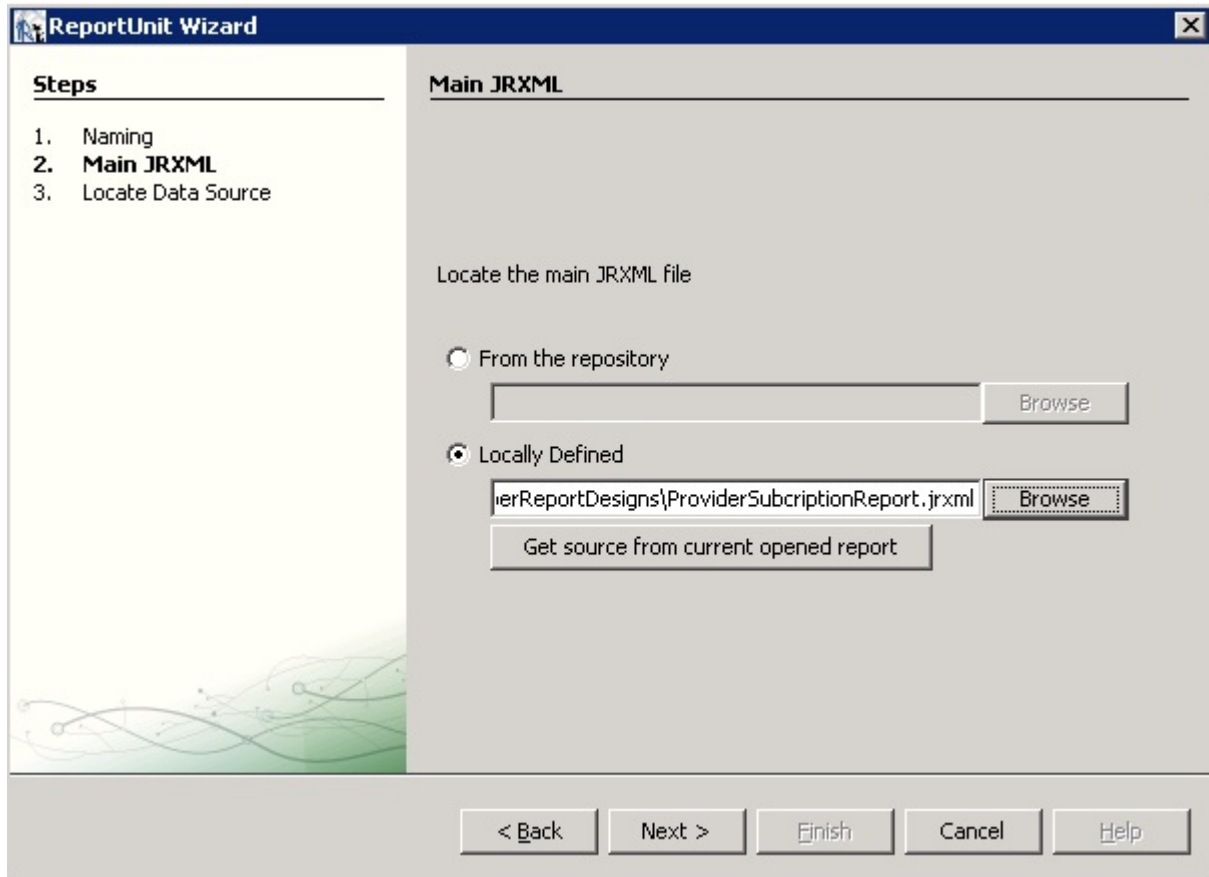 ReportUnit Wizard
Steps
1. Naming
2. Main JRXML
3. Locate Data Source
Main JRXML
Locate the main JRXML file
From the repository
Browse
Locally Defined
erReportDesigns\ProviderSubcriptionReport.jrxml
Browse
Get source from current opened report
< Back
Next >
Finish
Cancel
Help